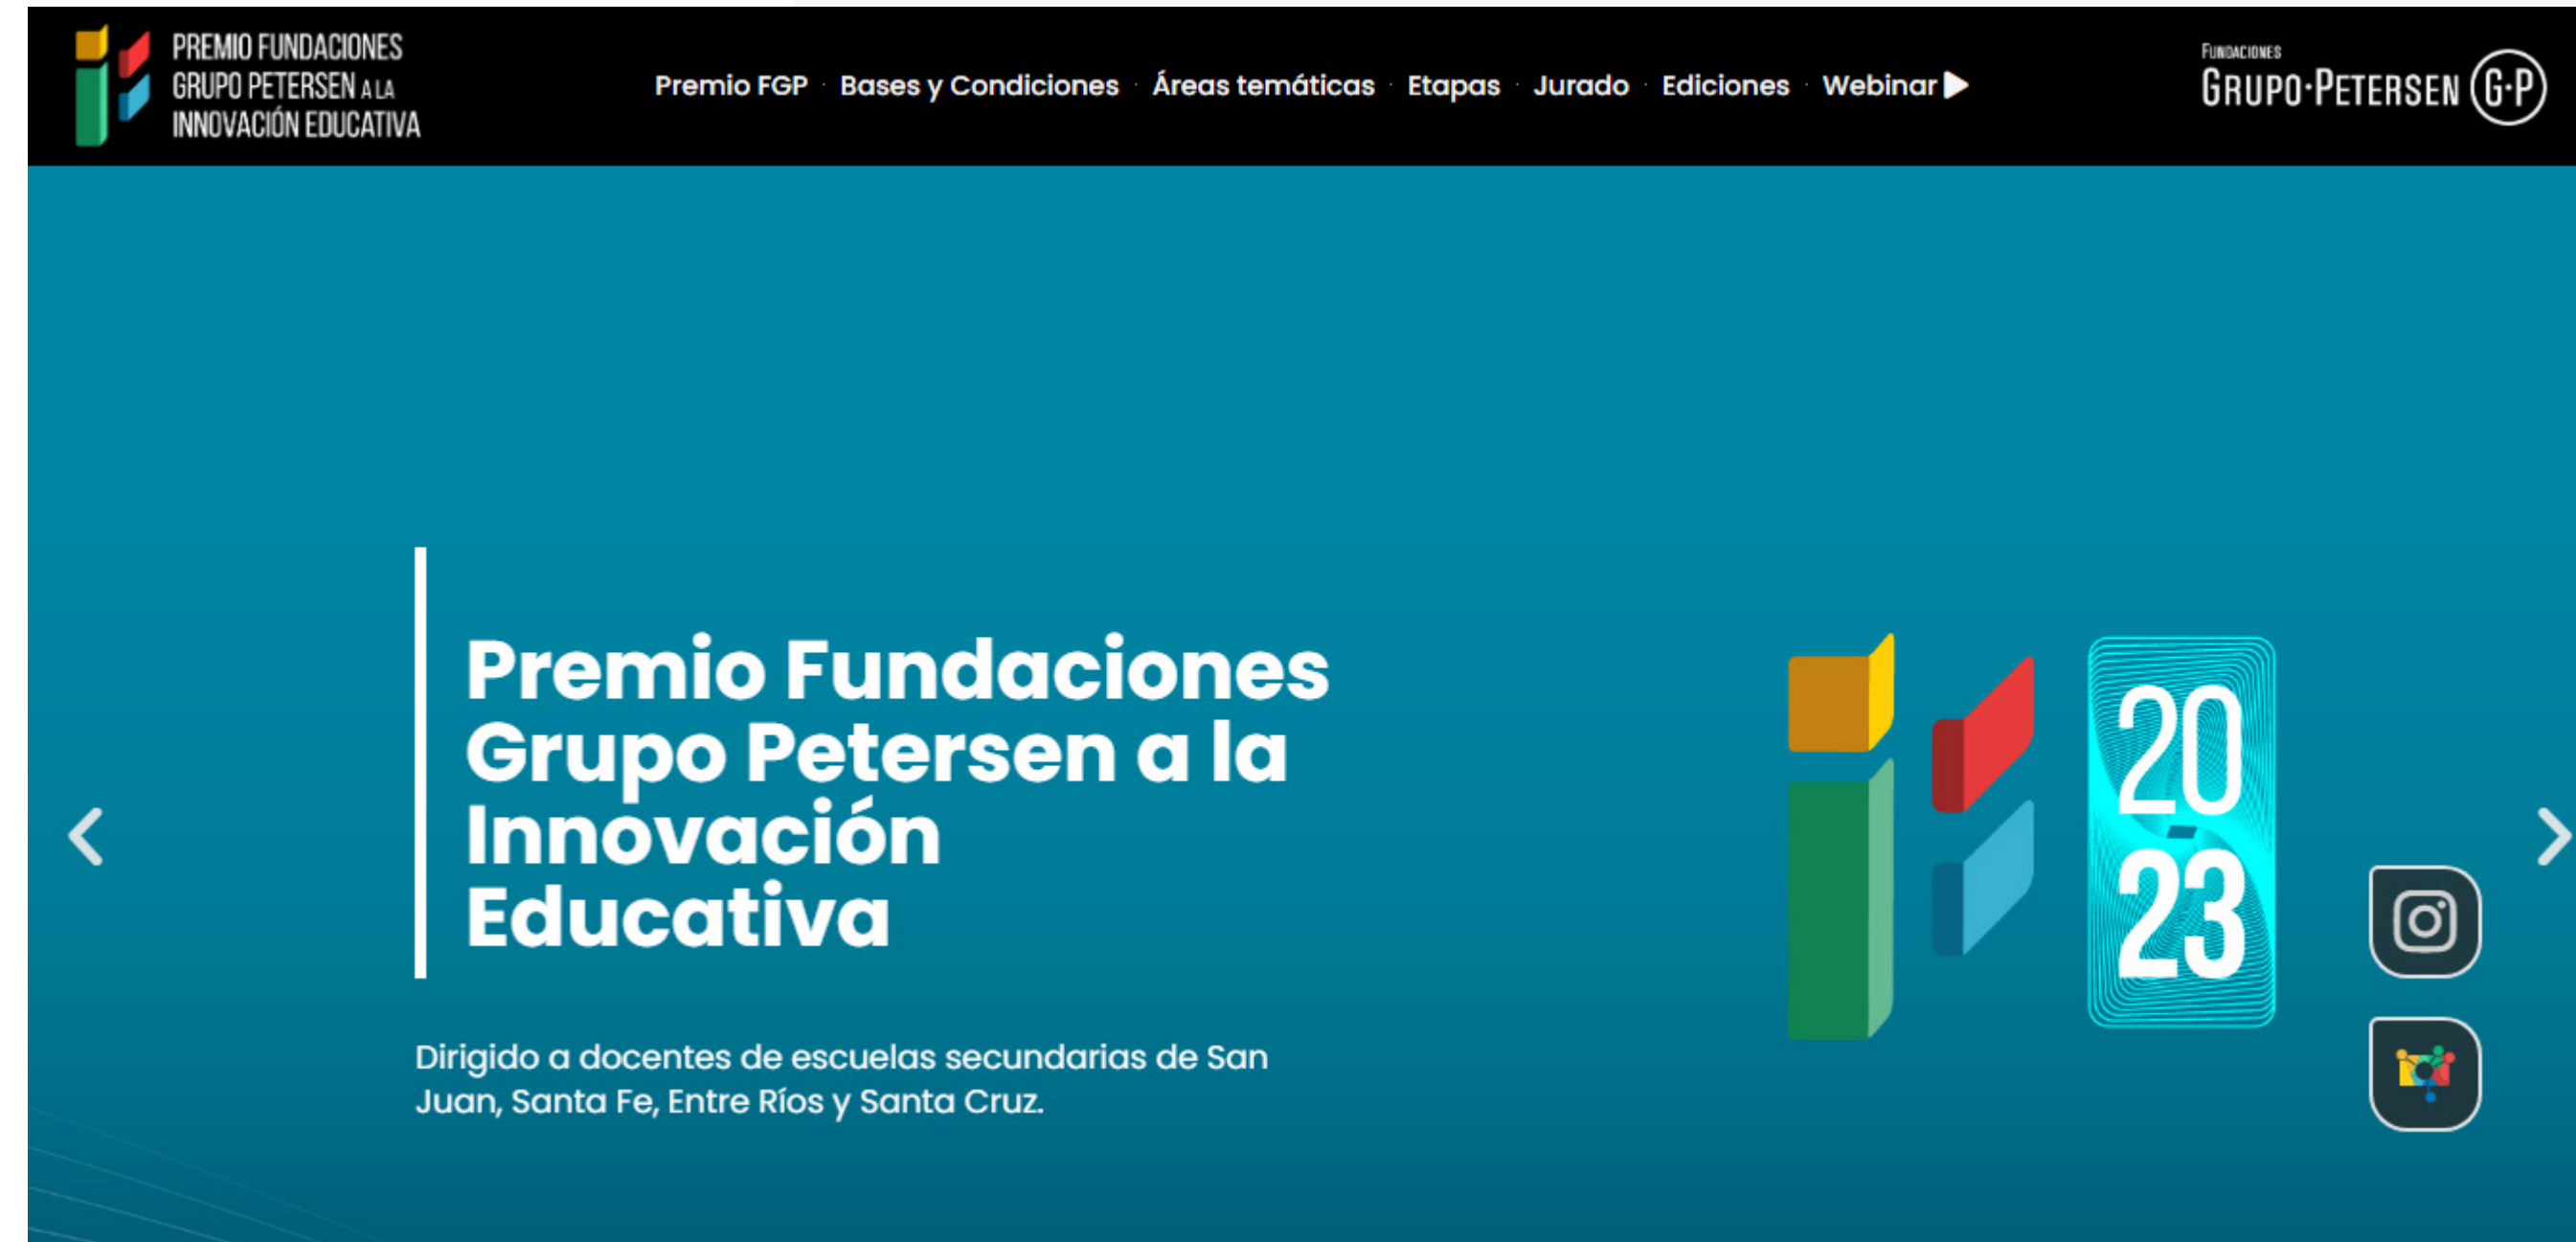 PREMIO FUNDACIONES
GRUPO PETERSEN A LA
INNOVACIÓN EDUCATIVA
Premio FGP · Bases y Condiciones · Áreas temáticas · Etapas · Jurado · Ediciones · Webinar
FUNDACIONES
GRUPO·PETERSEN G·P
Premio Fundaciones
Grupo Petersen a la
Innovación
Educativa
20
23
Dirigido a docentes de escuelas secundarias de San
Juan, Santa Fe, Entre Ríos y Santa Cruz.